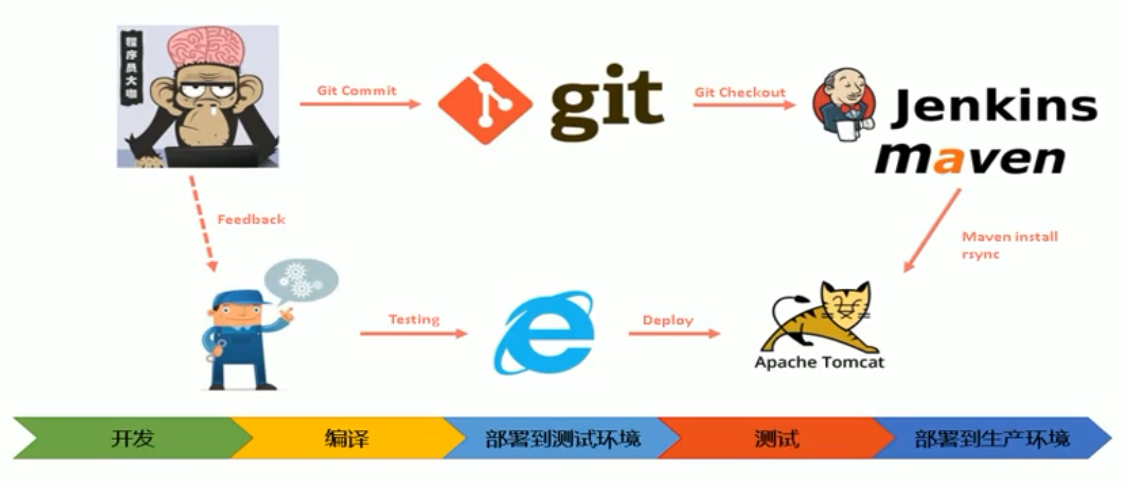 程序员大咖
Git Commit
git
Git Checkout
Jenkins
maven
Feedback
Maven install
rsync
Testing
Deploy
Apache Tomcat
开发
编译
部署到测试环境
测试
部署到生产环境